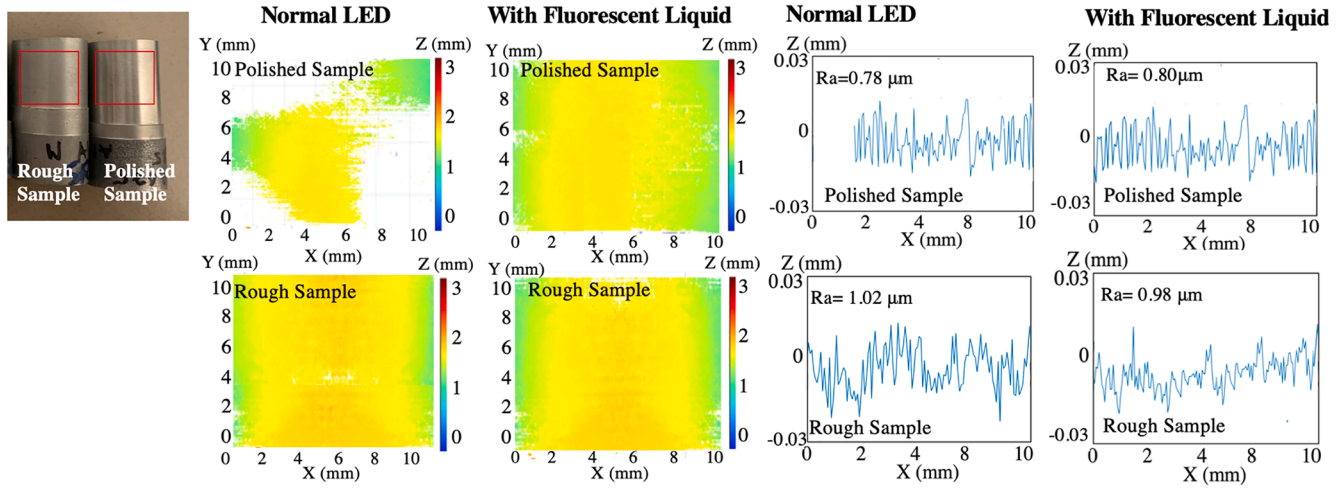 Normal LED
With Fluorescent Liquid
Normal LED
With Fluorescent Liquid
Rough
Sample
Polished
Sample
Y (mm)
Z (mm)
Polished Sample
10
8
6
4
2
0
0 2 4 6 8 10
X (mm)
3
2
1
0
Y (mm)
Z (mm)
Polished Sample
10
8
6
4
2
0
0 2 4 6 8 10
X (mm)
3
2
1
0
Z (mm)
0.03
0
-0.03
Ra=0.78 μm
Polished Sample
0 2 4 6 8 10
X (mm)
Z (mm)
0.03
0
-0.03
Ra= 0.80μm
Polished Sample
0 2 4 6 8 10
X (mm)
Y (mm)
Z (mm)
Rough Sample
10
8
6
4
2
0
0 2 4 6 8 10
X (mm)
3
2
1
0
Y (mm)
Z (mm)
Rough Sample
10
8
6
4
2
0
0 2 4 6 8 10
X (mm)
3
2
1
0
Z (mm)
0.03
0
-0.03
Ra= 1.02 μm
Rough Sample
0 2 4 6 8 10
X (mm)
Z (mm)
0.03
0
-0.03
Ra= 0.98 μm
Rough Sample
0 2 4 6 8 10
X (mm)